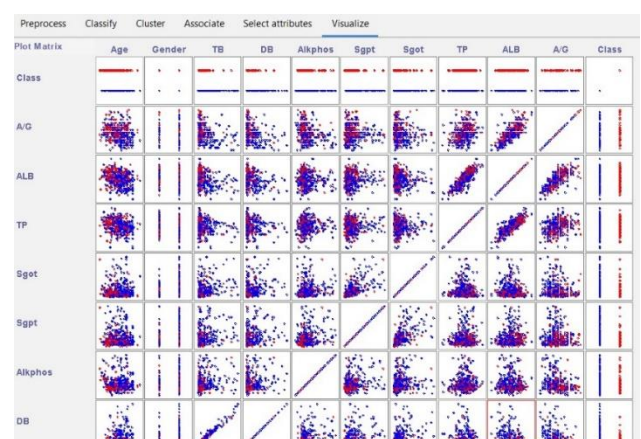 Preprocess Classify Cluster Associate Select attributes Visualize
Plot Matrix Age Gender TB DB Alkphos Sgpt Sgot TP ALB A/G Class
Class
A/G
ALB
TP
Sgot
Sgpt
Alkphos
DB